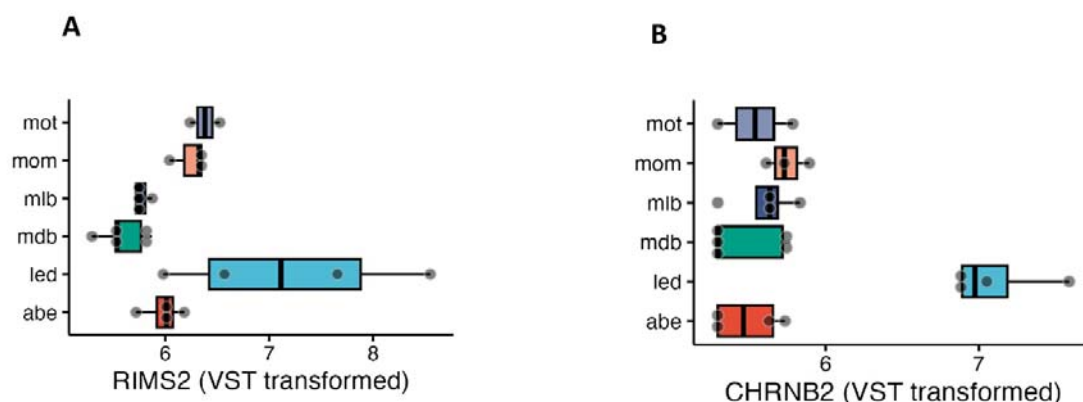 A
B
mot
mom
mlb
mdb
led
abe
6 7 8
RIMS2 (VST transformed)
mot
mom
mlb
mdb
led
abe
6 7
CHRNB2 (VST transformed)